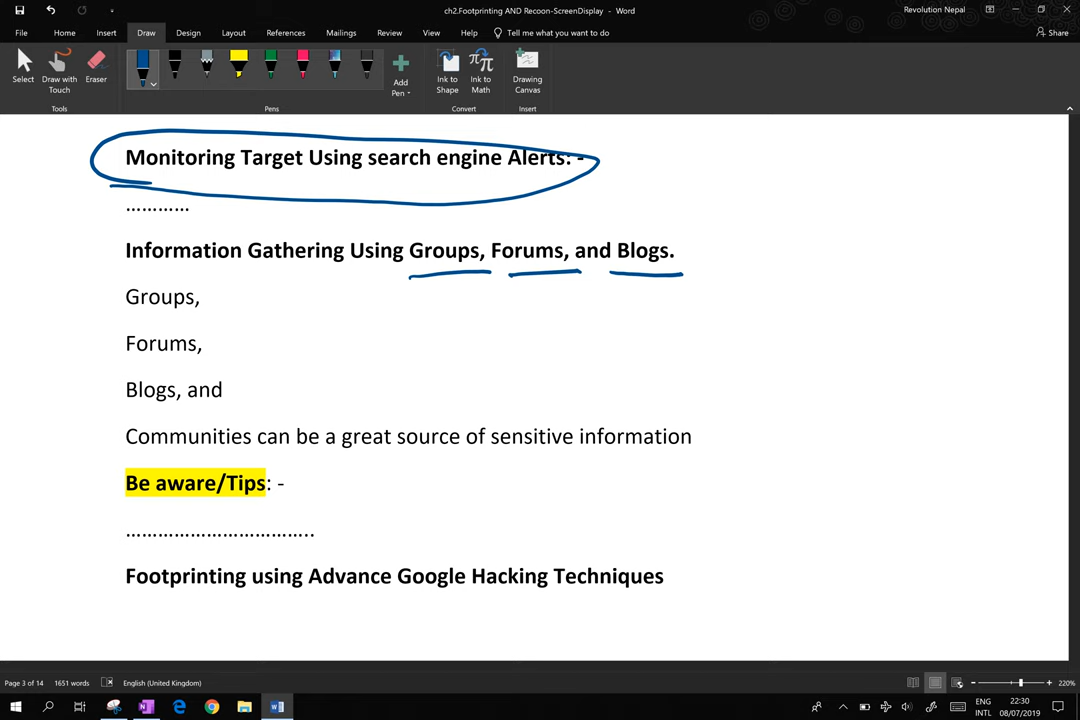 ch2.Footprinting AND Recoon-ScreenDisplay - Word
Revolution Nepal
File Home Insert Draw Design Layout References Mailings Review View Help Tell me what you want to do Share
Select Draw with Touch Eraser Add Pen Ink to Shape Ink to Math Drawing Canvas
Tools Pens Convert Insert
Monitoring Target Using search engine Alerts: -
…………
Information Gathering Using Groups, Forums, and Blogs.
Groups,
Forums,
Blogs, and
Communities can be a great source of sensitive information
Be aware/Tips: -
……………………………..
Footprinting using Advance Google Hacking Techniques
Page 3 of 14 1651 words English (United Kingdom) 220%
ENG 22:30
INTL 08/07/2019